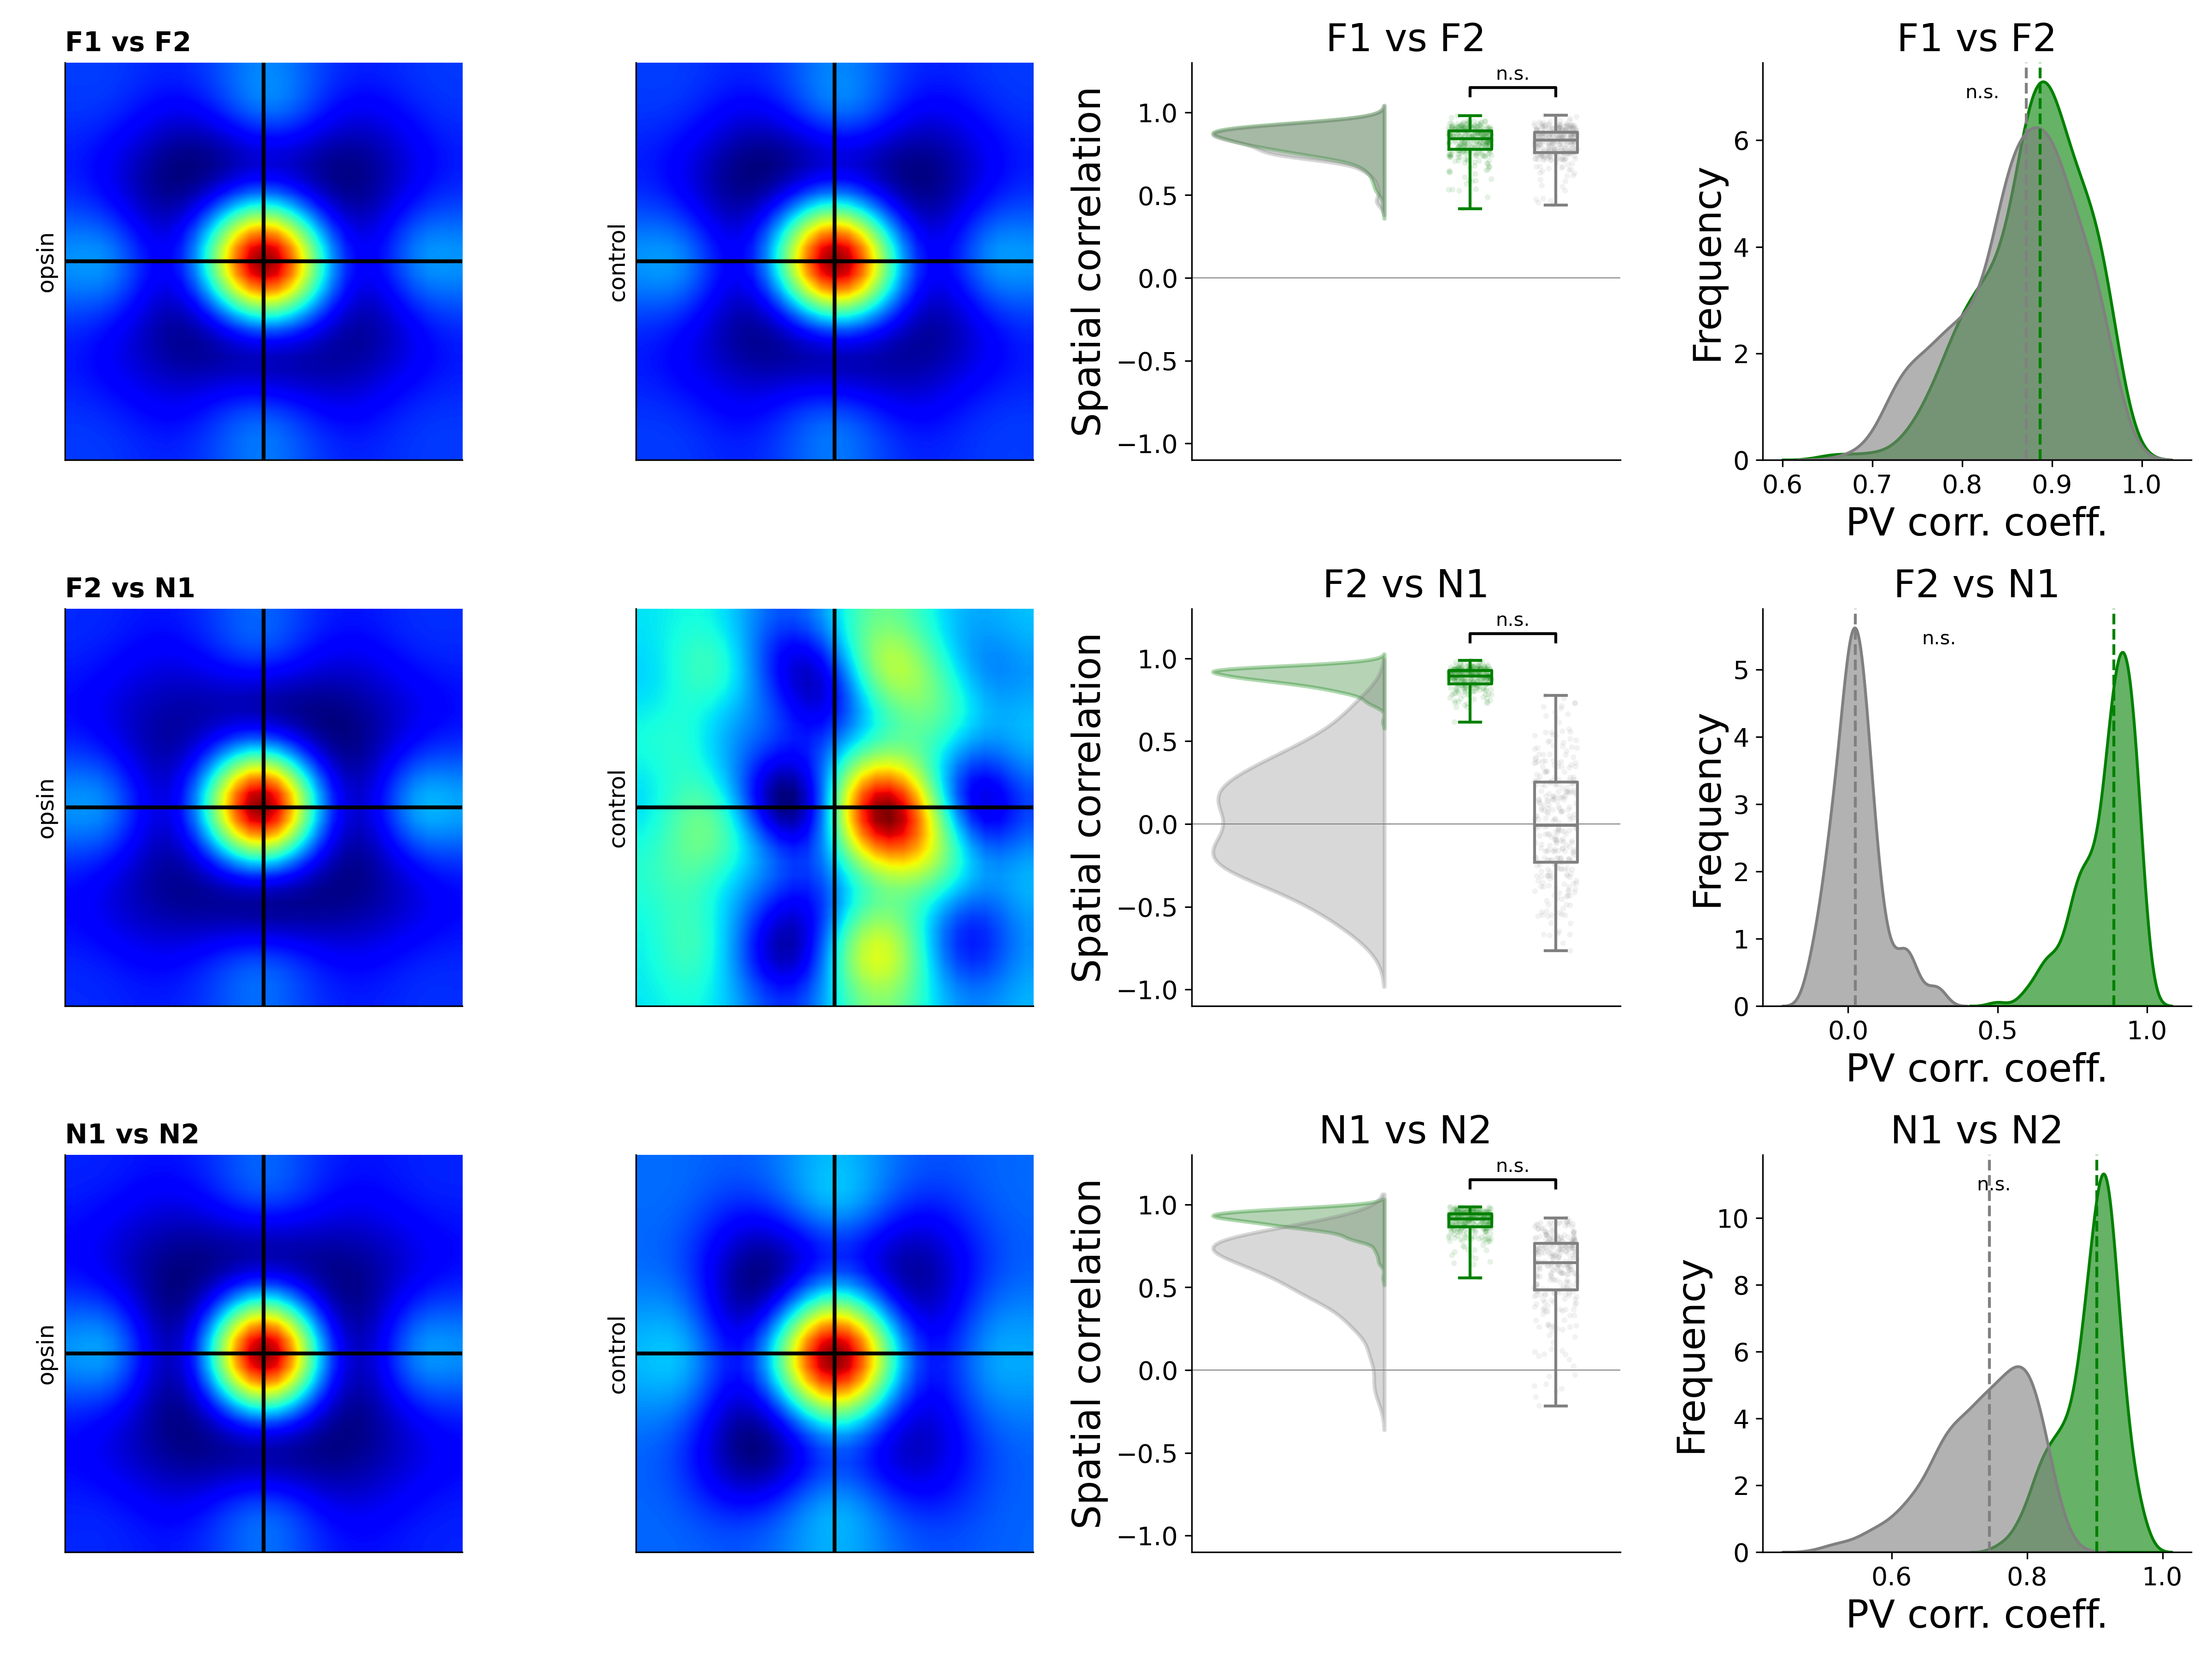 F1 vs F2
opsin
control
F1 vs F2
Spatial correlation
1.0
0.5
0.0
−0.5
−1.0
n.s.
F1 vs F2
Frequency
6
4
2
0
n.s.
0.6 0.7 0.8 0.9 1.0
PV corr. coeff.
F2 vs N1
opsin
control
F2 vs N1
Spatial correlation
1.0
0.5
0.0
−0.5
−1.0
n.s.
F2 vs N1
Frequency
5
4
3
2
1
0
n.s.
0.0 0.5 1.0
PV corr. coeff.
N1 vs N2
opsin
control
N1 vs N2
Spatial correlation
1.0
0.5
0.0
−0.5
−1.0
n.s.
N1 vs N2
Frequency
10
8
6
4
2
0
n.s.
0.6 0.8 1.0
PV corr. coeff.